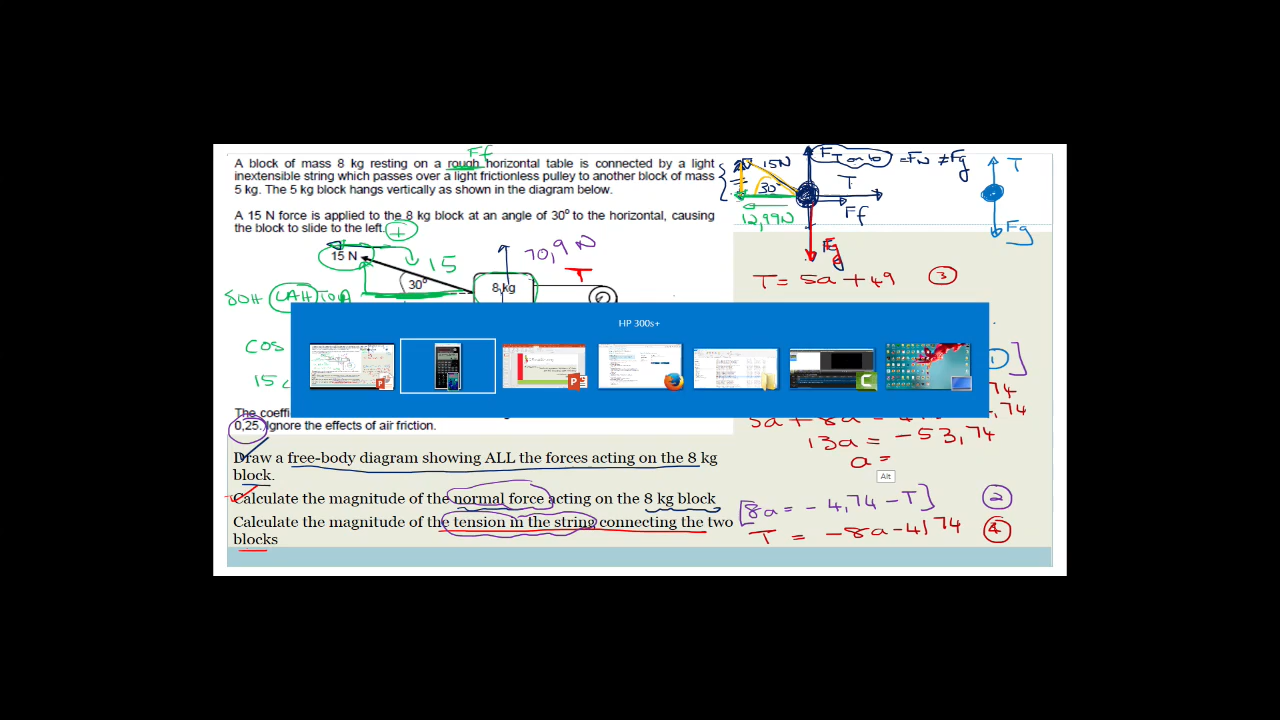 Ff
A block of mass 8 kg resting on a rough horizontal table is connected by a light
inextensible string which passes over a light frictionless pulley to another block of mass
5 kg. The 5 kg block hangs vertically as shown in the diagram below.
A 15 N force is applied to the 8 kg block at an angle of 30° to the horizontal, causing
the block to slide to the left.
+
15 N
15
30°
70,9 N
8 kg
T
SOH CAH TOA
COS
15
The coeffi
0,25. Ignore the effects of air friction.
Draw a free-body diagram showing ALL the forces acting on the 8 kg
block.
Calculate the magnitude of the normal force acting on the 8 kg block
Calculate the magnitude of the tension in the string connecting the two
blocks
15N
30°
12,99N
= FN ≠ Fg
T
Ff
Fg
T
Fg
T = 5a + 49 3
HP 300s+
1
13a = -53,74
a =
Alt
[8a = - 4,74 - T] 2
T = -8a - 4,74 4